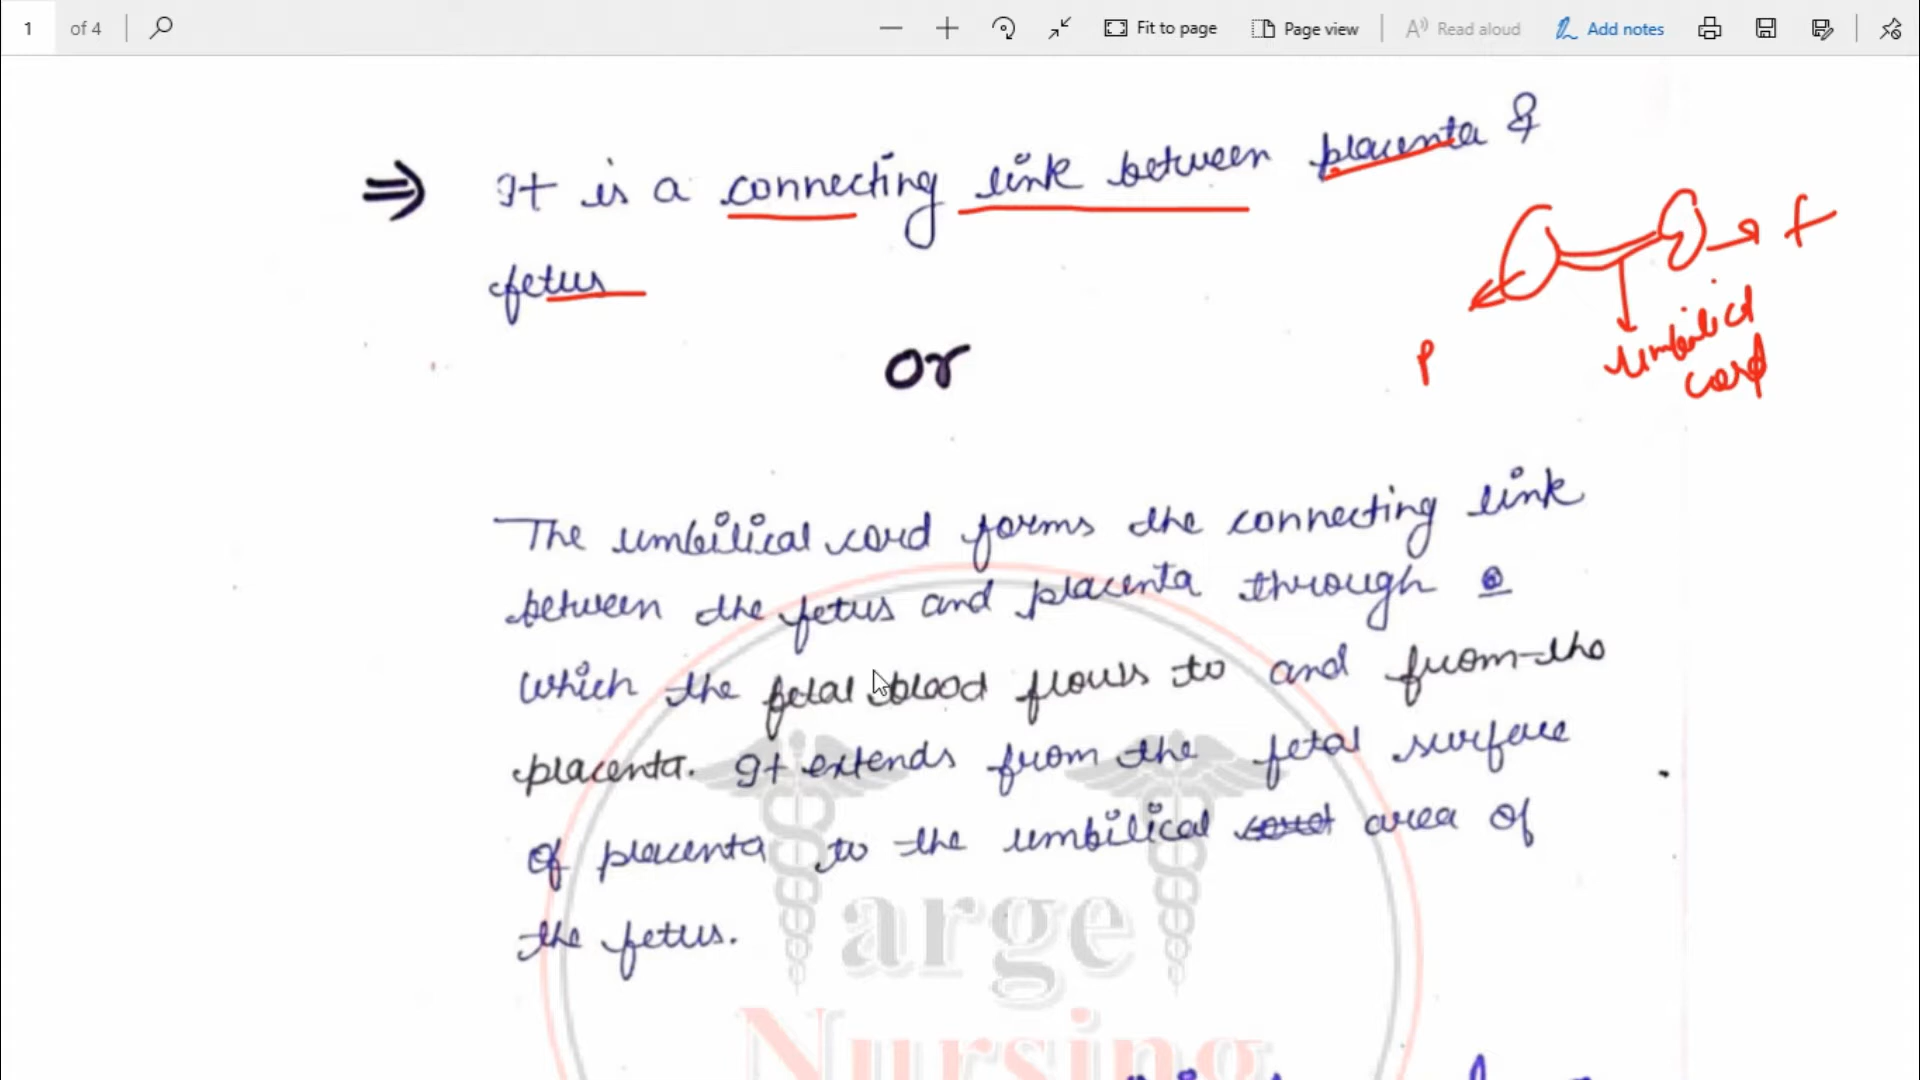 1 of 4 Fit to page Page view Read aloud Add notes
⇒ It is a connecting link between placenta &
fetus
P
umbilical
cord
f
or
The umbilical cord forms the connecting link
between the fetus and placenta through
which the fetal blood flows to and from the
placenta. It extends from the fetal surface
of placenta to the umbilical area of
the fetus.
arge
Nursing